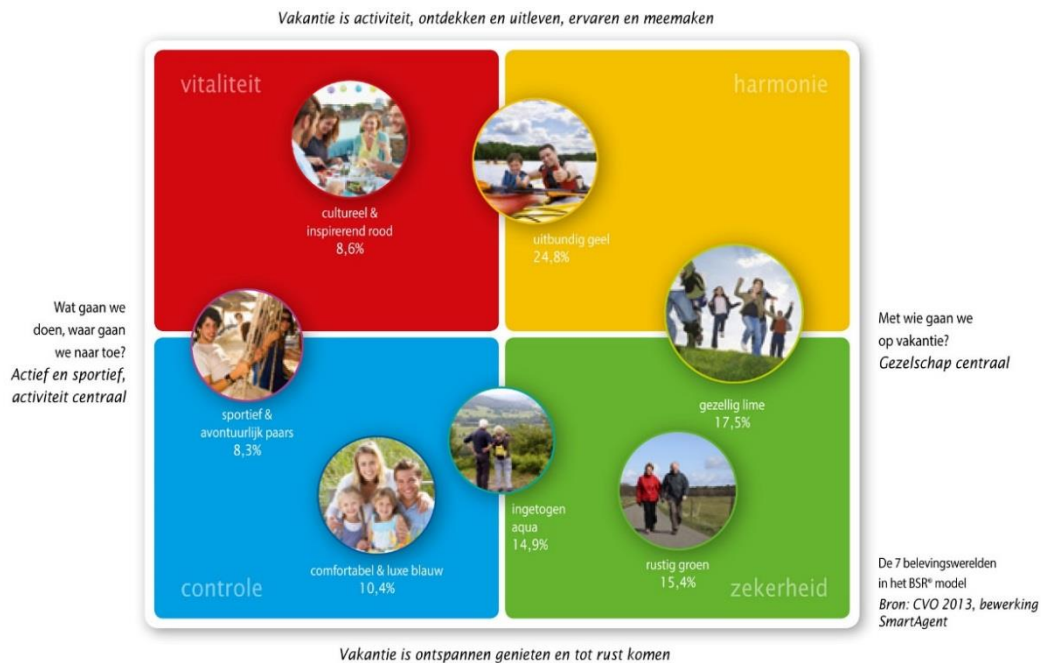 Vakantie is activiteit, ontdekken en uitleven, ervaren en meemaken
vitaliteit
harmonie
cultureel &
inspirerend rood
8,6%
uitbundig geel
24,8%
Wat gaan we
doen, waar gaan
we naar toe?
Actief en sportief,
activiteit centraal
Met wie gaan we
op vakantie?
Gezelschap centraal
sportief &
avontuurlijk paars
8,3%
gezellig lime
17,5%
ingetogen
aqua
14,9%
comfortabel & luxe blauw
10,4%
rustig groen
15,4%
controle
zekerheid
De 7 belevingswerelden
in het BSR® model
Bron: CVO 2013, bewerking
SmartAgent
Vakantie is ontspannen genieten en tot rust komen